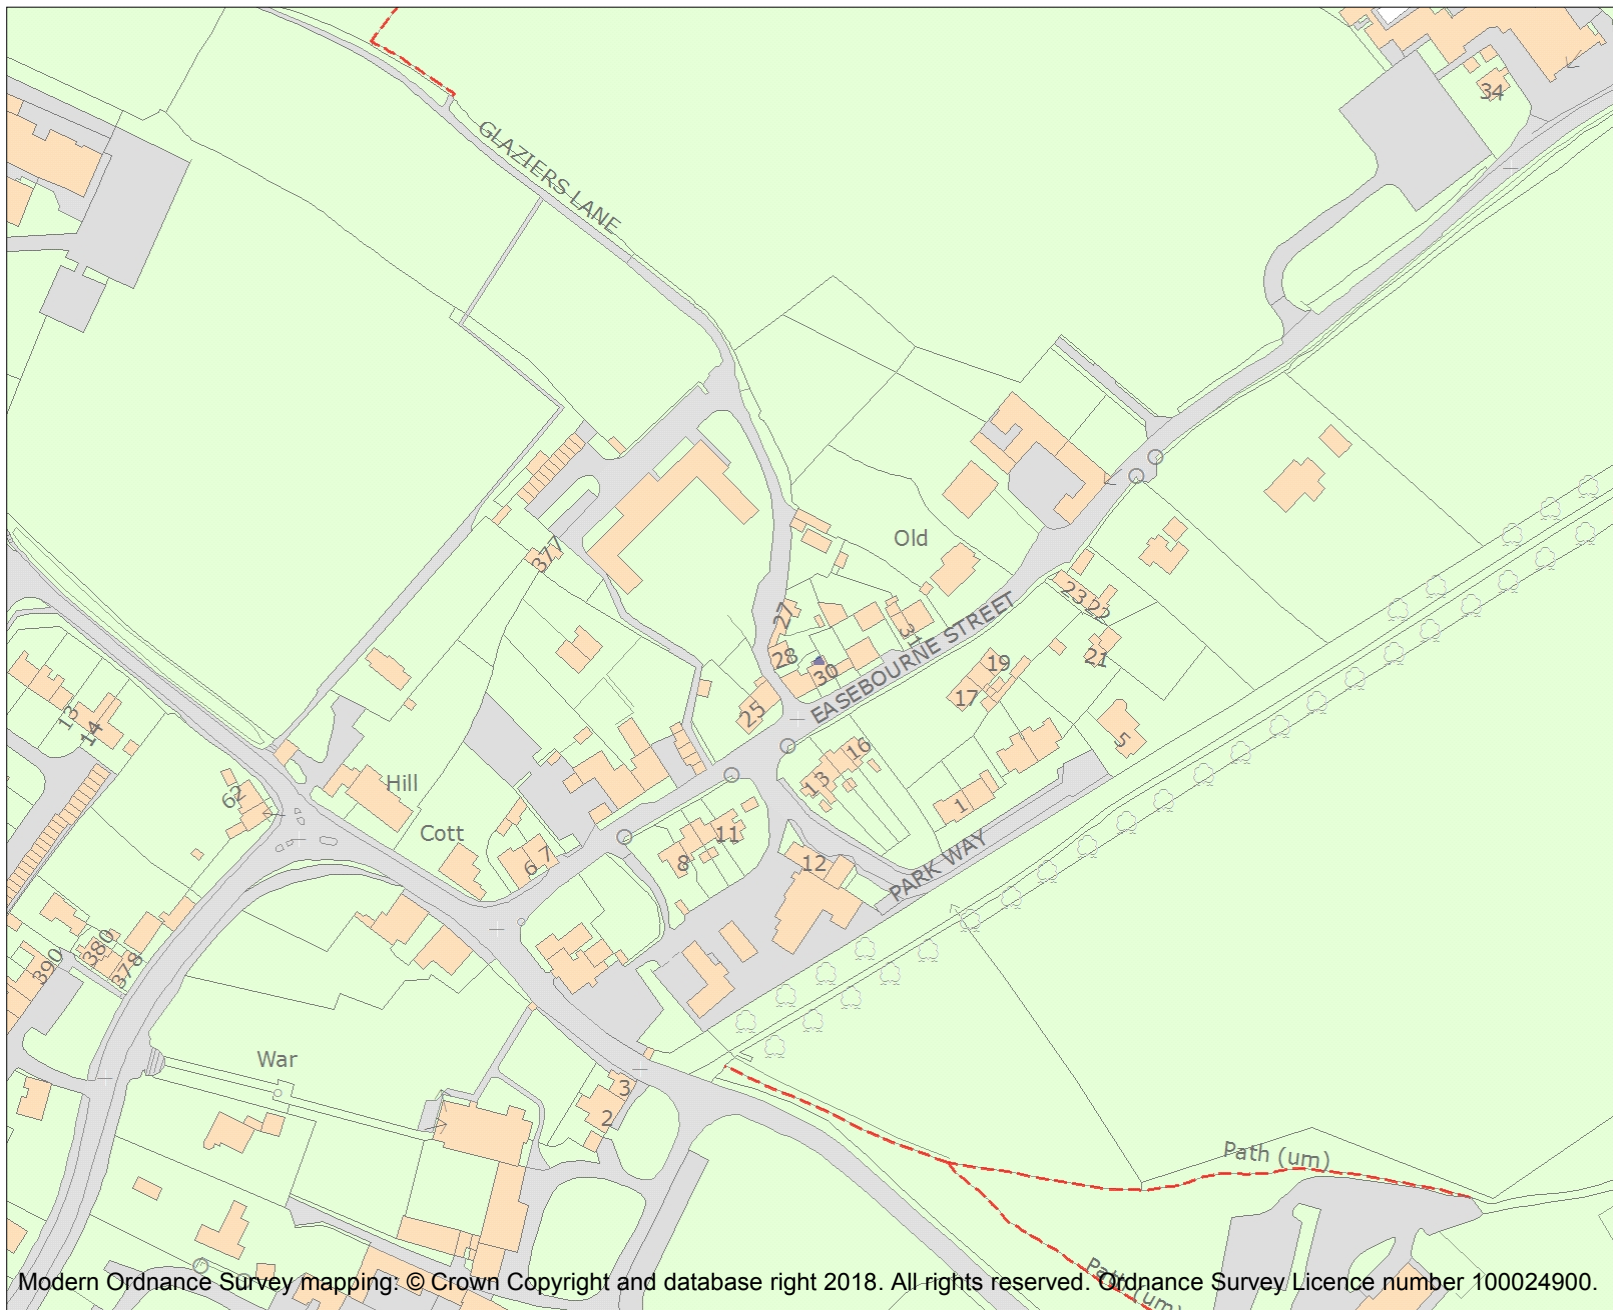 34
GLAZIERS LANE
Old
377
27
23
22
31
EASEBOURNE STREET
28
30
21
19
17
25
5
13
14
16
13
62
Hill
1
Cott
11
6 7
8
12
PARK WAY
380
390
378
War
3
2
Path (um)
Path (um)
Modern Ordnance Survey mapping: © Crown Copyright and database right 2018. All rights reserved. Ordnance Survey Licence number 100024900.